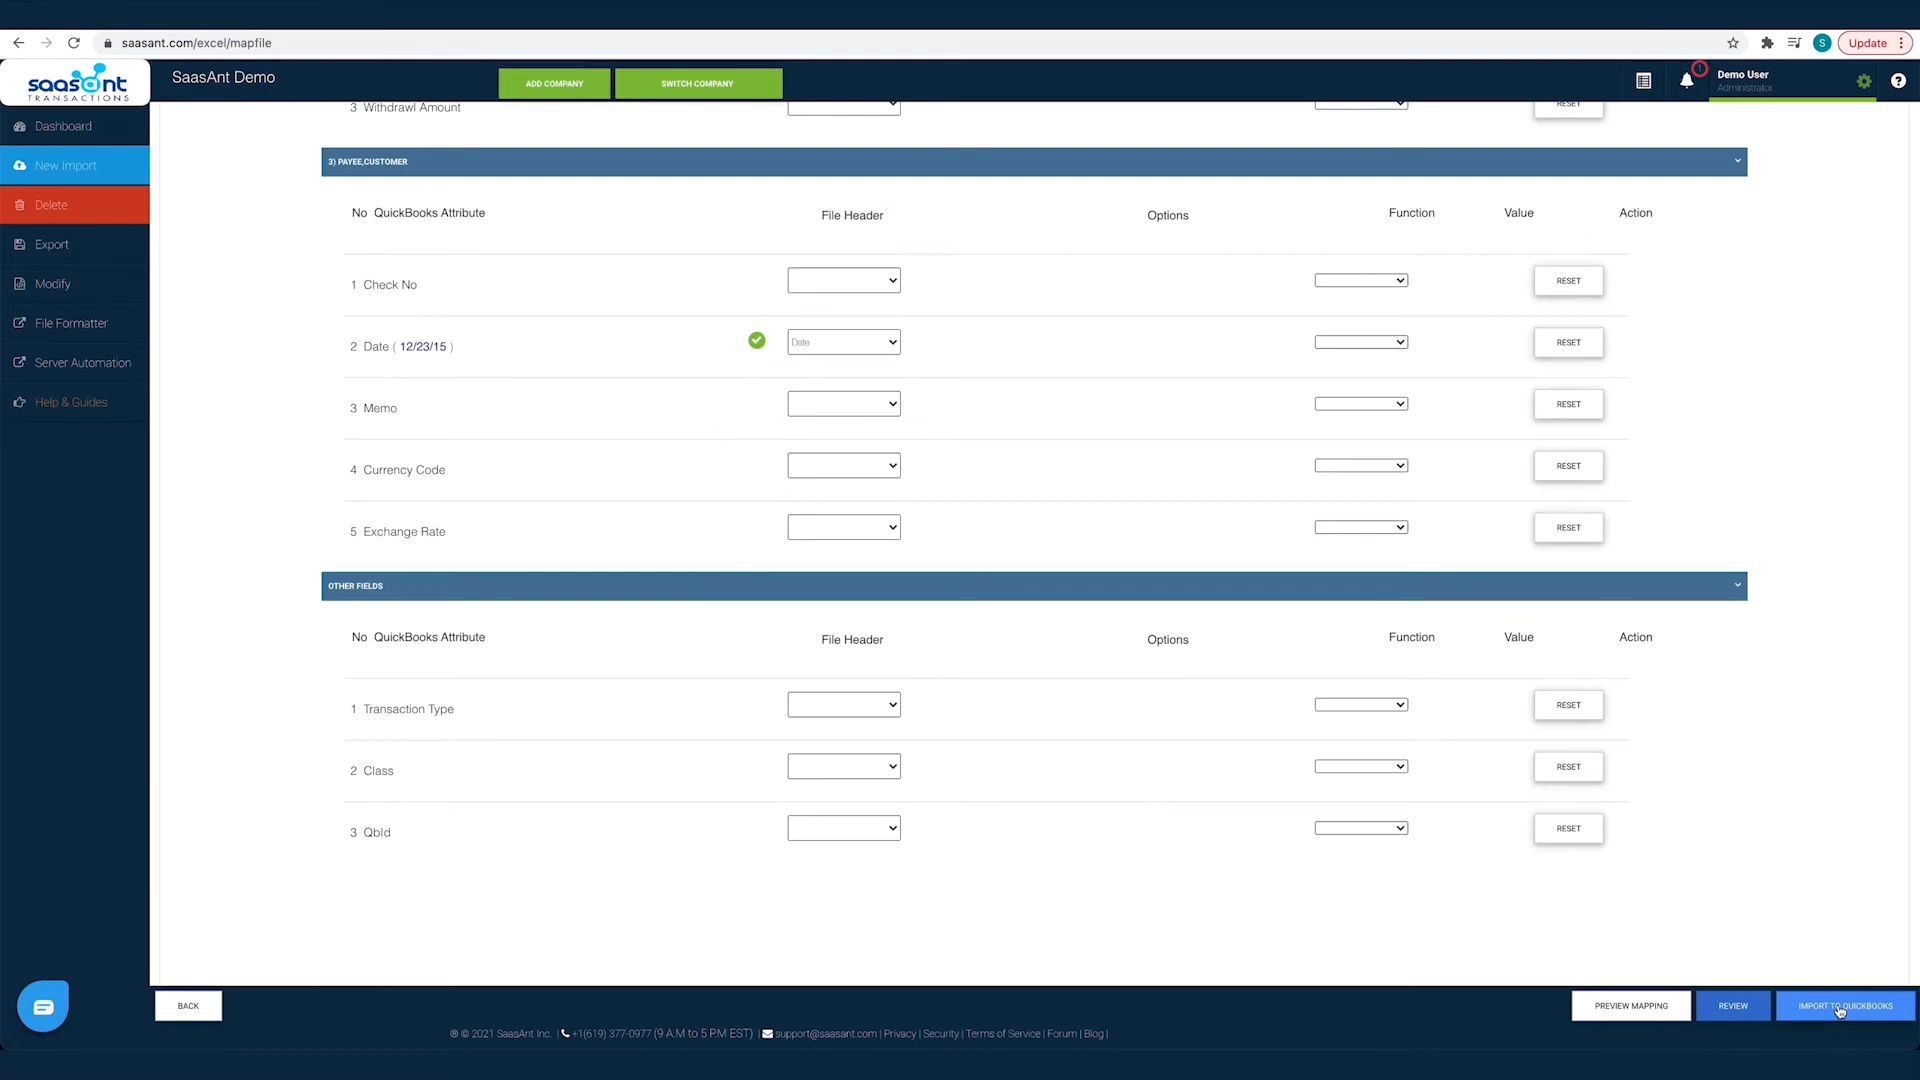 saasant.com/excel/mapfile
S
Update
saasant
TRANSACTIONS
SaasAnt Demo
ADD COMPANY
SWITCH COMPANY
1
Demo User
Administrator
?
Dashboard
New Import
Delete
Export
Modify
File Formatter
Server Automation
Help & Guides
3 Withdrawl Amount
RESET
3) PAYEE,CUSTOMER
No QuickBooks Attribute File Header Options Function Value Action
1 Check No RESET
2 Date ( 12/23/15 ) Date RESET
3 Memo RESET
4 Currency Code RESET
5 Exchange Rate RESET
OTHER FIELDS
No QuickBooks Attribute File Header Options Function Value Action
1 Transaction Type RESET
2 Class RESET
3 QbId RESET
BACK
PREVIEW MAPPING
REVIEW
IMPORT TO QUICKBOOKS
® © 2021 SaasAnt Inc. | +1(619) 377-0977 (9 A.M to 5 P.M EST) | support@saasant.com | Privacy | Security | Terms of Service | Forum | Blog |